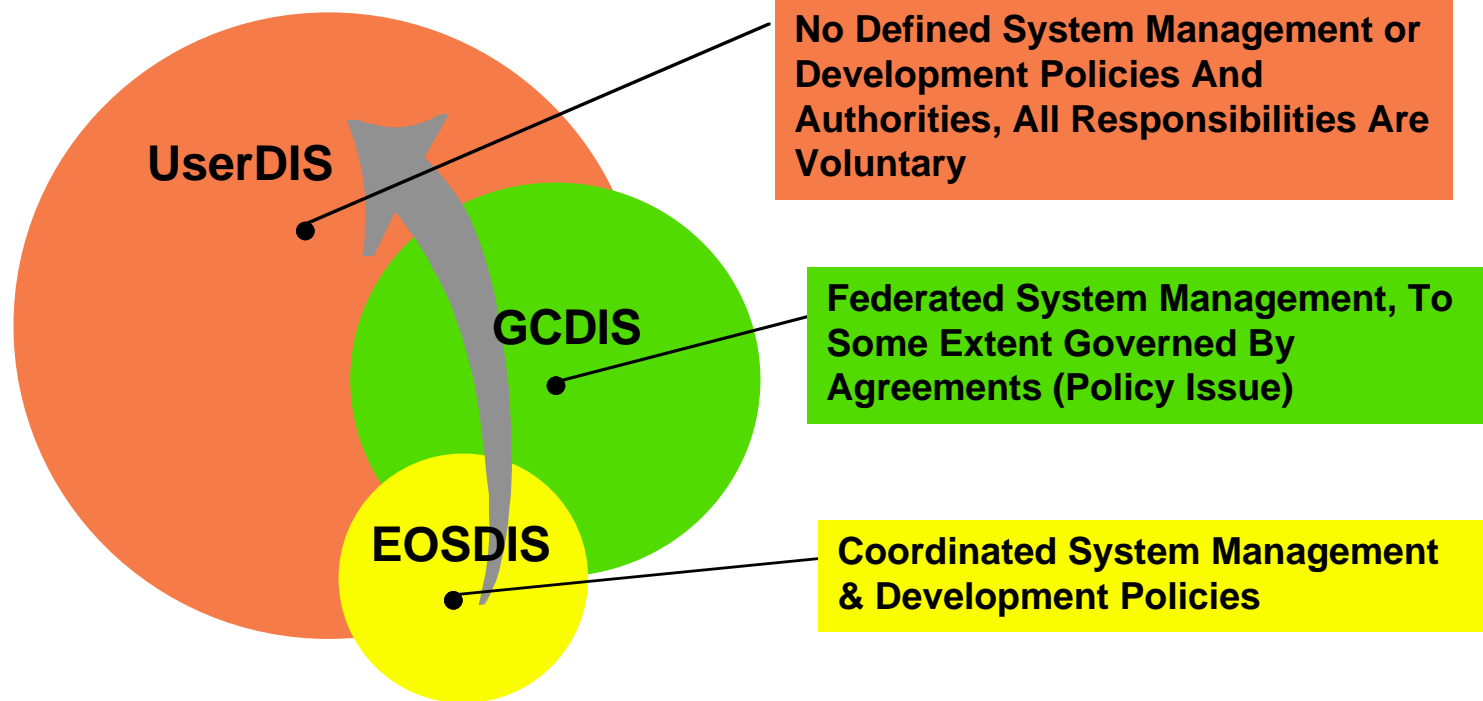 No Defined System Management or
Development Policies And
Authorities, All Responsibilities Are
Voluntary
UserDIS
Federated System Management, To
Some Extent Governed By
Agreements (Policy Issue)
GCDIS
EOSDIS
Coordinated System Management
& Development Policies